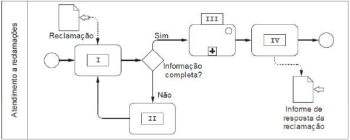 Atendimento a reclamações
Reclamação
I
Sim
Informação
completa?
III
IV
Não
II
Informe de
resposta da
reclamação